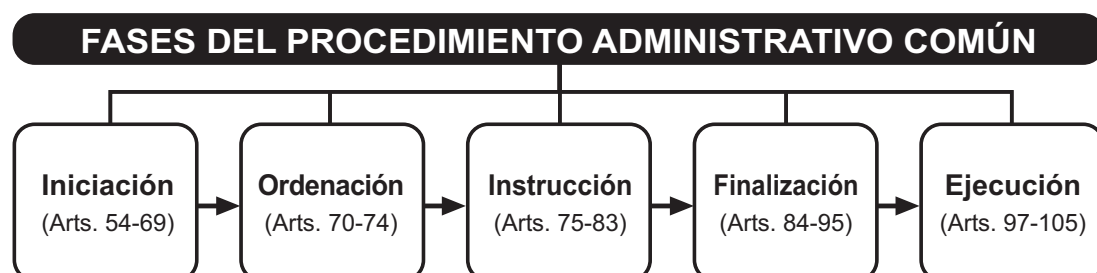 FASES DEL PROCEDIMIENTO ADMINISTRATIVO COMÚN
Iniciación
(Arts. 54-69)
Ordenación
(Arts. 70-74)
Instrucción
(Arts. 75-83)
Finalización
(Arts. 84-95)
Ejecución
(Arts. 97-105)